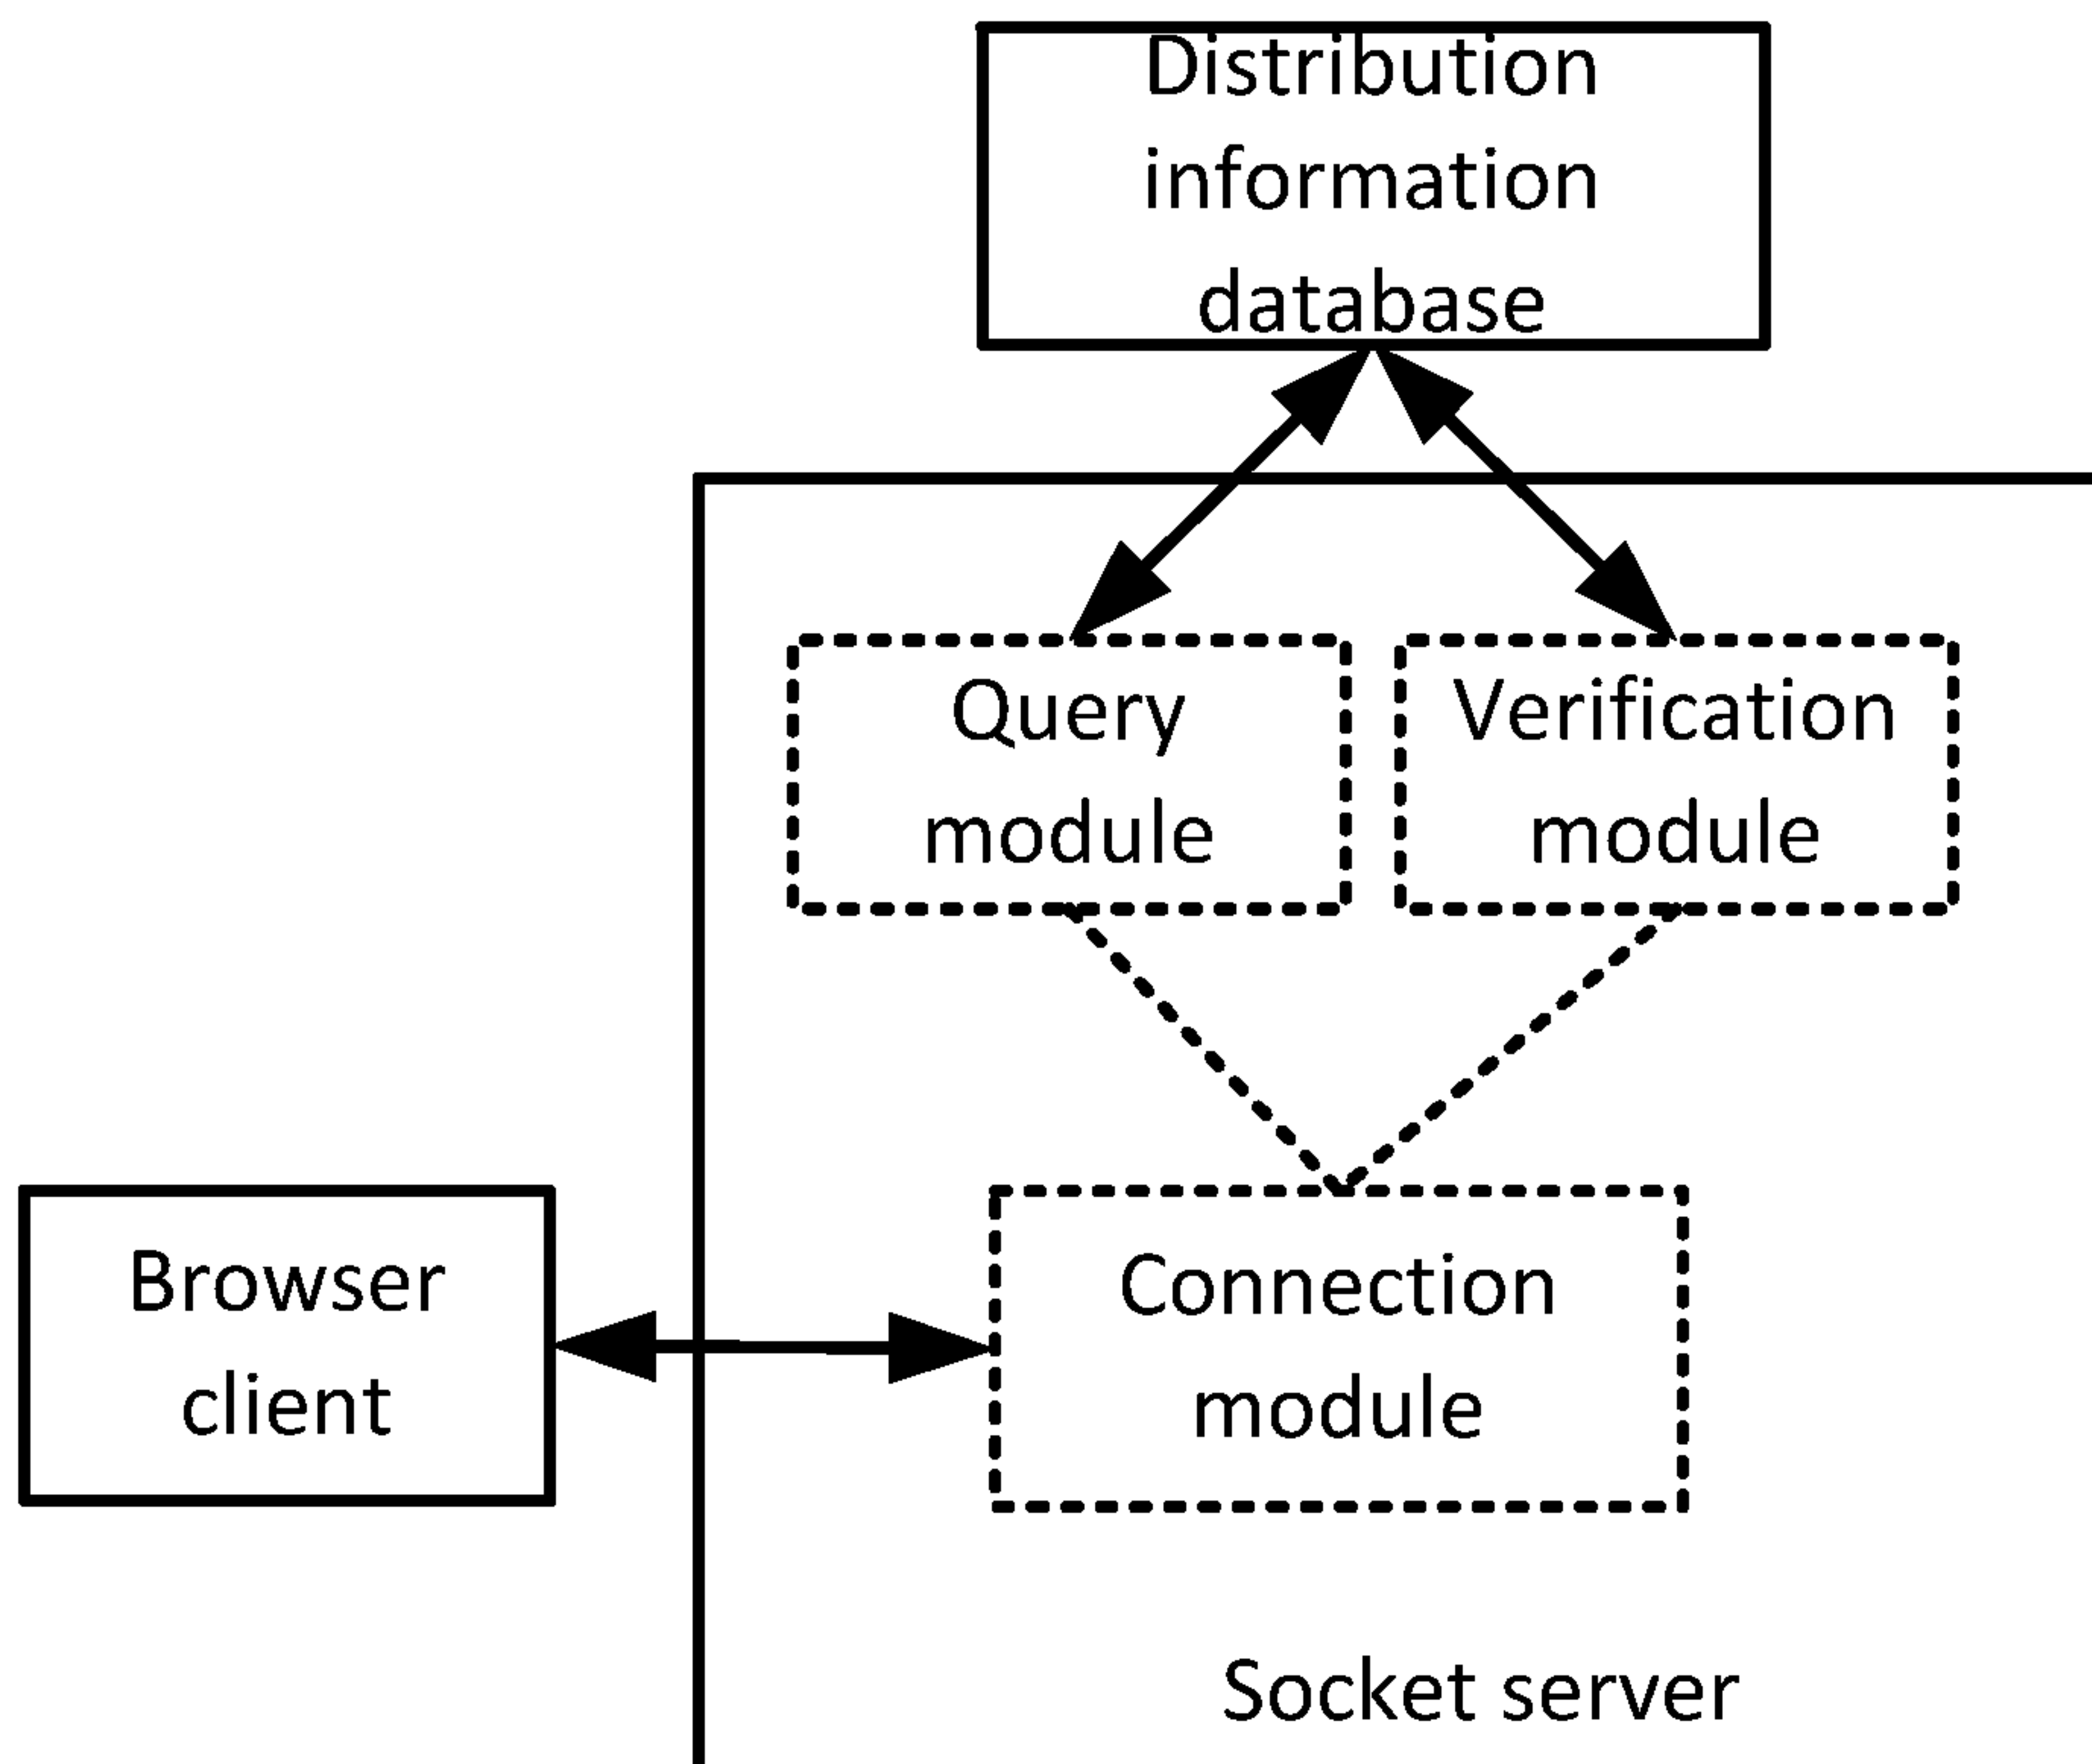 Distribution
information
database
Query
module
Verification
module
Browser
client
Connection
module
Socket server